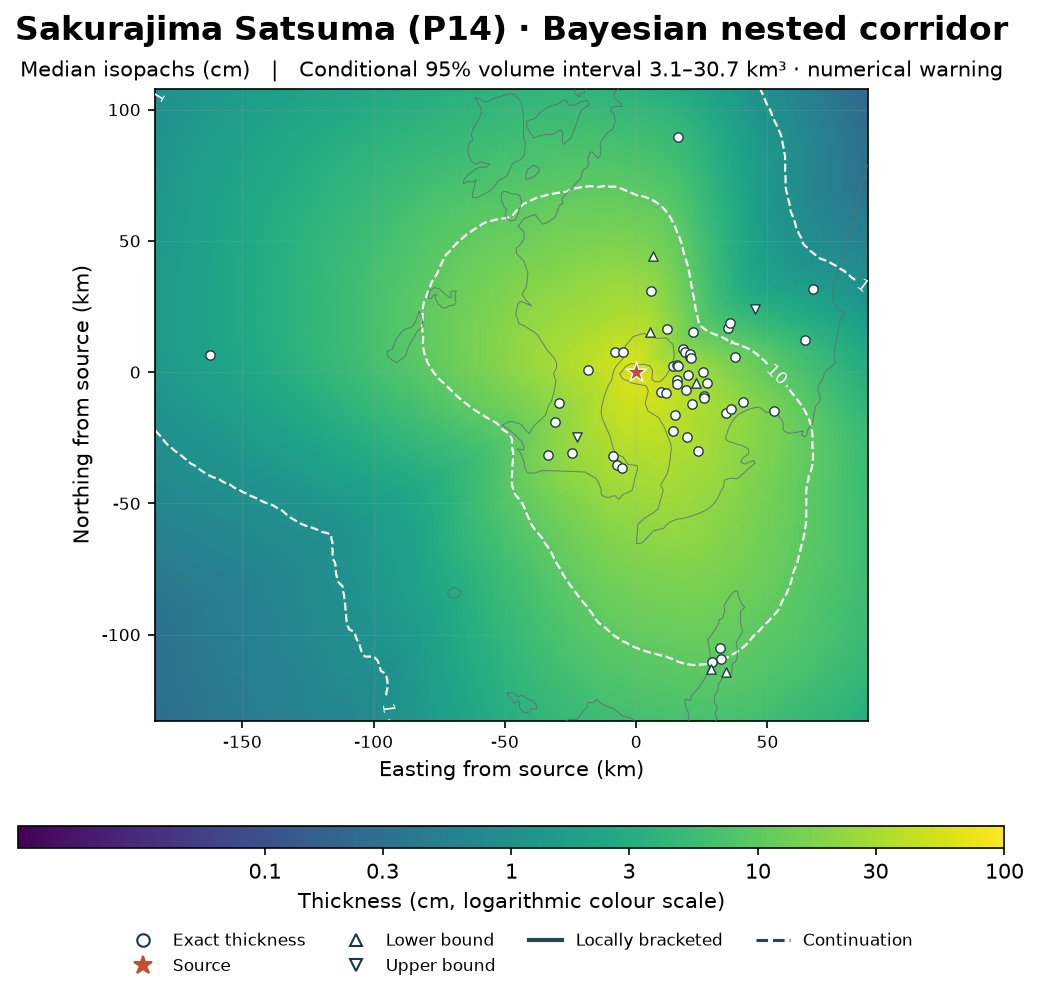 Sakurajima Satsuma (P14) · Bayesian nested corridor
Median isopachs (cm) | Conditional 95% volume interval 3.1–30.7 km³ · numerical warning
Northing from source (km)
100
50
0
-50
-100
1
1
10
1
-150
-100
-50
0
50
Easting from source (km)
0.1
0.3
1
3
10
30
100
Thickness (cm, logarithmic colour scale)
Exact thickness
Lower bound
Locally bracketed
Continuation
Source
Upper bound